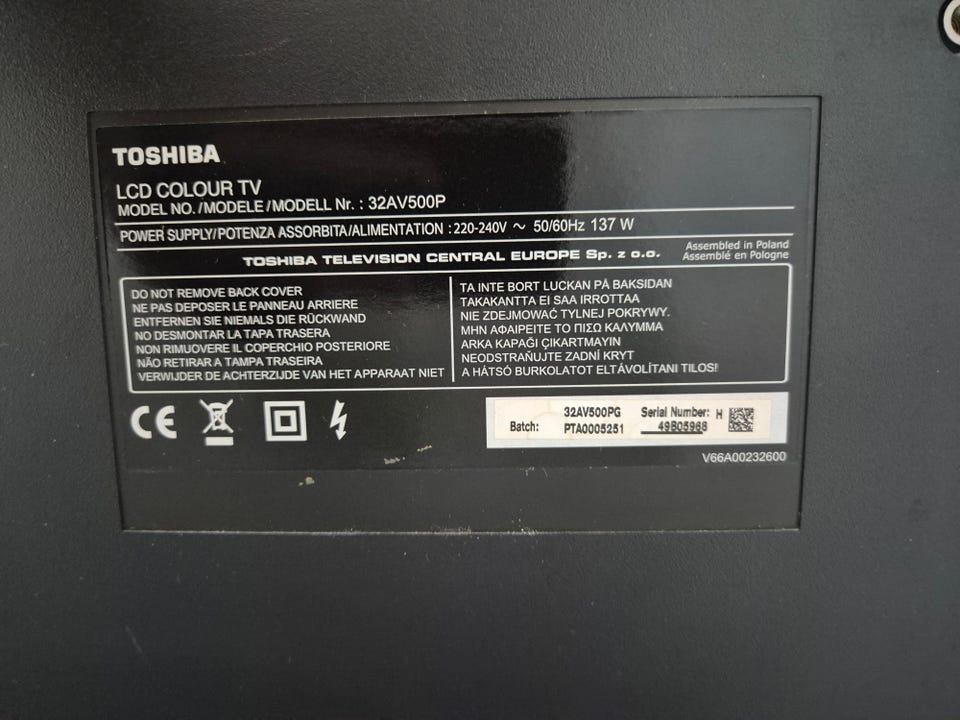 TOSHIBA
LCD COLOUR TV
MODEL NO./MODELE/MODELL Nr. : 32AV500P
POWER SUPPLY/POTENZA ASSORBITA/ALIMENTATION : 220-240V ~ 50/60Hz 137 W
TOSHIBA TELEVISION CENTRAL EUROPE Sp. z o.o.
Assembled in Poland
Assemblé en Pologne
DO NOT REMOVE BACK COVER
NE PAS DEPOSER LE PANNEAU ARRIERE
ENTFERNEN SIE NIEMALS DIE RÜCKWAND
NO DESMONTAR LA TAPA TRASERA
NON RIMUOVERE IL COPERCHIO POSTERIORE
NÃO RETIRAR A TAMPA TRASEIRA
VERWIJDER DE ACHTERZIJDE VAN HET APPARAAT NIET
TA INTE BORT LUCKAN PÅ BAKSIDAN
TAKAKANTTA EI SAA IRROTTAA
NIE ZDEJMOWAĆ TYLNEJ POKRYWY.
ΜΗΝ ΑΦΑΙΡΕΙΤΕ ΤΟ ΠΙΣΩ ΚΑΛΥΜΜΑ
ARKA KAPAĞI ÇIKARTMAYIN
NEODSTRAŇUJTE ZADNÍ KRYT
A HÁTSÓ BURKOLATOT ELTÁVOLÍTANI TILOS!
CE
32AV500PG Serial Number: H
Batch: PTA0005251 49B05968
V66A00232600